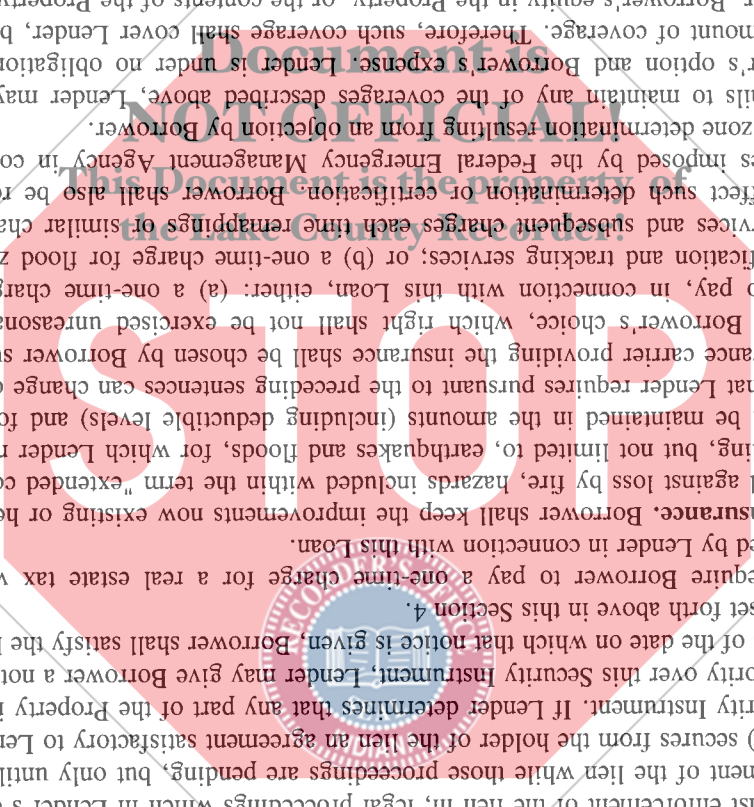 nforcement of the lien in, legal proceedings which in Lender's
nent of the lien while those proceedings are pending, but only until
) secures from the holder of the lien an agreement satisfactory to Len
rity Instrument. If Lender determines that any part of the Property i
ority over this Security Instrument, Lender may give Borrower a not
of the date on which that notice is given, Borrower shall satisfy the l
set forth above in this Section 4.
equire Borrower to pay a one-time charge for a real estate tax v
ed by Lender in connection with this Loan.
nsurance. Borrower shall keep the improvements now existing or he
l against loss by fire, hazards included within the term "extended co
ing, but not limited to, earthquakes and floods, for which Lender r
be maintained in the amounts (including deductible levels) and fo
hat Lender requires pursuant to the preceding sentences can change d
ance carrier providing the insurance shall be chosen by Borrower su
Borrower's choice, which right shall not be exercised unreasona
o pay, in connection with this Loan, either: (a) a one-time charg
ification and tracking services; or (b) a one-time charge for flood z
vices and subsequent charges each time remappings or similar cha
ffect such determination or certification. Borrower shall also be re
es imposed by the Federal Emergency Management Agency in co
zone determination resulting from an objection by Borrower.
ils to maintain any of the coverages described above, Lender may
r's option and Borrower's expense. Lender is under no obligation
mount of coverage. Therefore, such coverage shall cover Lender, b
r, Borrower's equity in the Property, or the contents of the Property
Document is
NOT OFFICIAL!
This Document is the property of
the Lake County Recorder!
STOP
RECORDER'S OFFICE
INDIANA